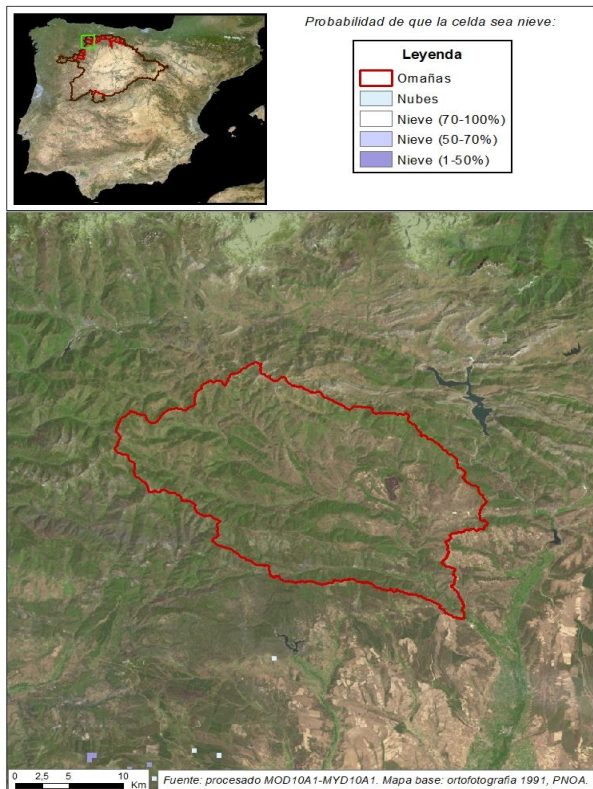 Probabilidad de que la celda sea nieve:
Leyenda
Omañas
Nubes
Nieve (70-100%)
Nieve (50-70%)
Nieve (1-50%)
0 2,5 5 10
Km
Fuente: procesado MOD10A1-MYD10A1. Mapa base: ortofotografia 1991, PNOA.